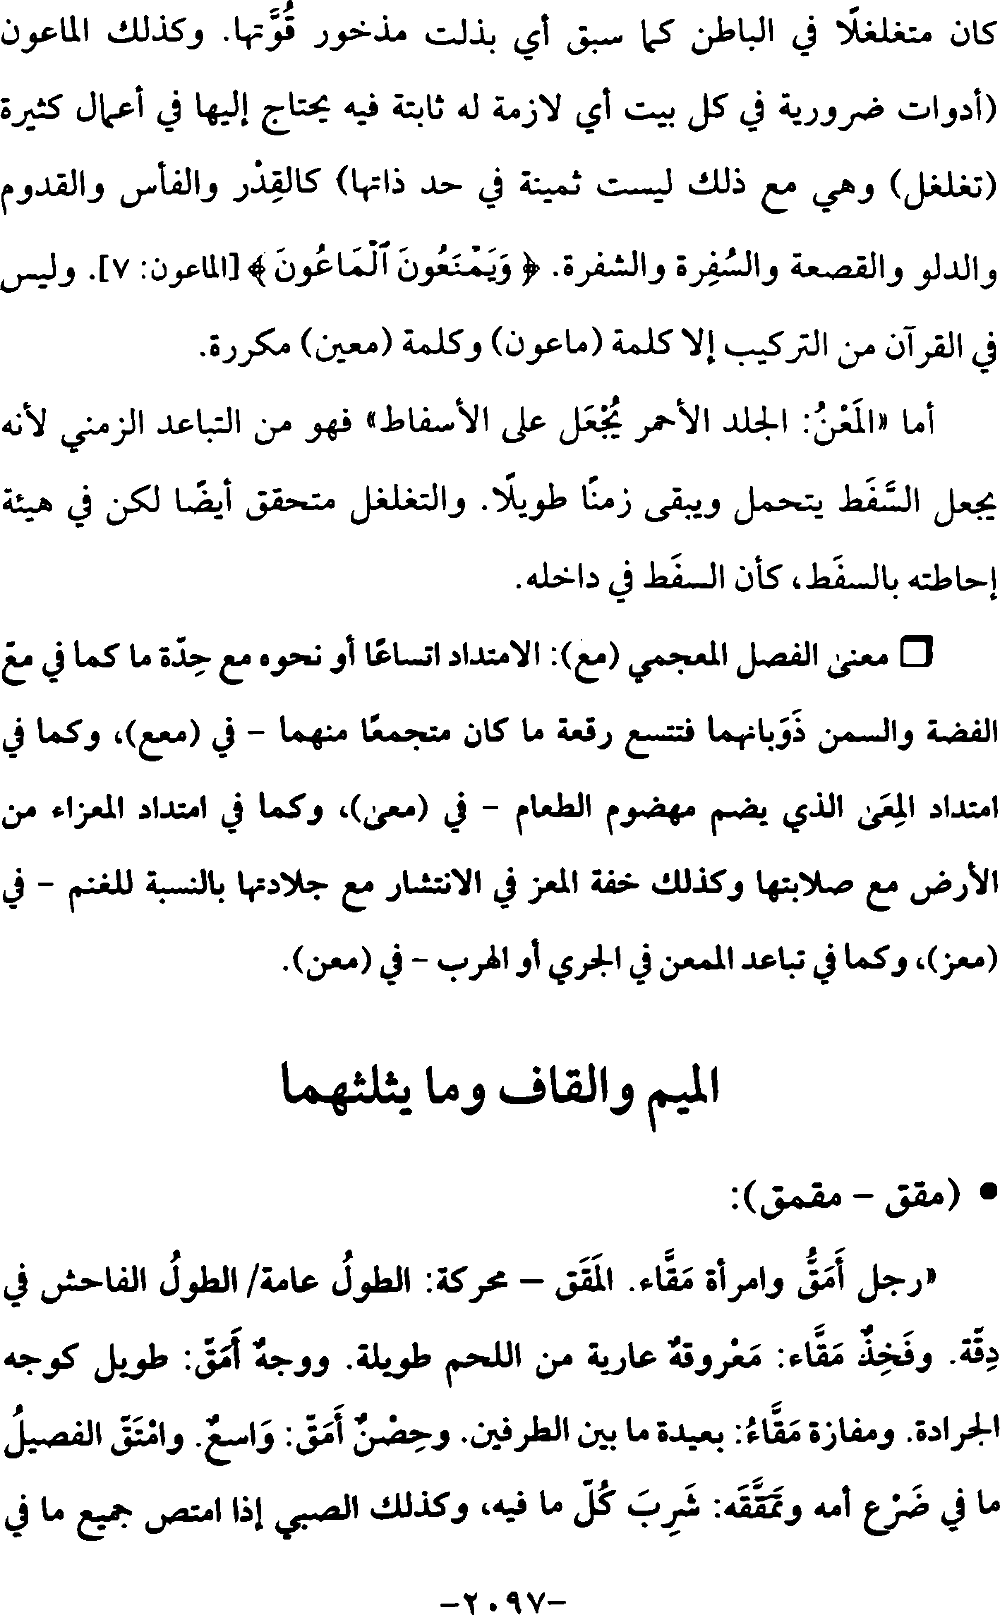 كان متغلغلًا في الباطن كما سبق أي بذلت مذخور قُوَّتها. وكذلك الماعون
(أدوات ضرورية في كل بيت أي لازمة له ثابتة فيه يحتاج إليها في أعمال كثيرة
(تغلغل) وهي مع ذلك ليست ثمينة في حد ذاتها) كالقِدْر والفأس والقدوم
والدلو والقصعة والسُفِرة والشفرة. ﴿ وَيَمْنَعُونَ ٱلْمَاعُونَ ﴾ [الماعون: ٧]. وليس
في القرآن من التركيب إلا كلمة (ماعون) وكلمة (معين) مكررة.
أما «المَعْنُ: الجلد الأحمر يُجْعَل على الأسفاط» فهو من التباعد الزمني لأنه
يجعل السَّفَط يتحمل ويبقى زمنًا طويلًا. والتغلغل متحقق أيضًا لكن في هيئة
إحاطته بالسفَط، كأن السفَط في داخله.
❏ معنى الفصل المعجمي (مع): الامتداد اتساعًا أو نحوه مع حِدّة ما كما في معّ
الفضة والسمن ذَوَبانهما فتتسع رقعة ما كان متجمعًا منهما – في (معع)، وكما في
امتداد المِعَى الذي يضم مهضوم الطعام – في (معى)، وكما في امتداد المعزاء من
الأرض مع صلابتها وكذلك خفة المعز في الانتشار مع جلادتها بالنسبة للغنم – في
(معز)، وكما في تباعد الممعن في الجري أو الهرب – في (معن).
الميم والقاف وما يثلثهما
• (مقق – مقمق):
«رجل أَمَقُّ وامرأة مَقَّاء. المَقَق – محركة: الطولُ عامة/ الطولُ الفاحش في
دِقّة. وفَخِذٌ مَقَّاء: مَعْروقةٌ عارية من اللحم طويلة. ووجهٌ أَمَقّ: طويل كوجه
الجرادة. ومفازة مَقَّاءُ: بعيدة ما بين الطرفين. وحِصْنٌ أَمَقّ: وَاسعٌ. وامْتَقّ الفصيلُ
ما في ضَرْع أمه وتَمَقَّقَه: شَرِبَ كُلّ ما فيه، وكذلك الصبي إذا امتص جميع ما في
-٢٠٩٧-